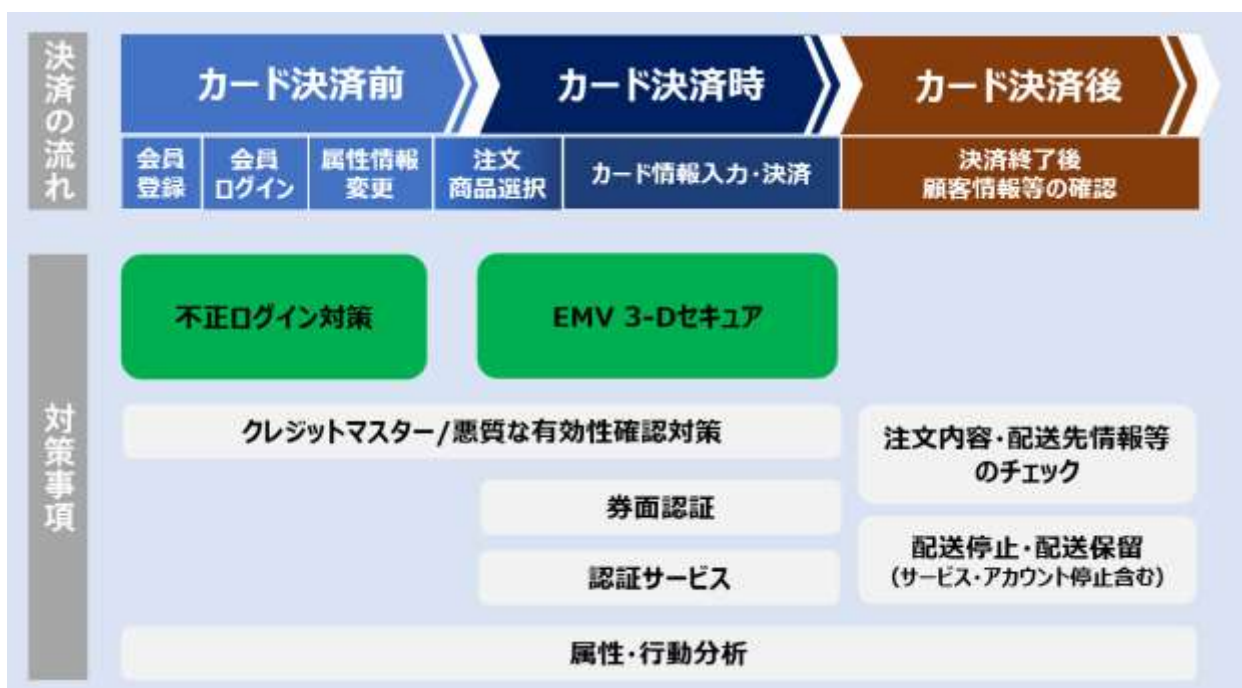 決済の流れ
カード決済前
カード決済時
カード決済後
会員
登録
会員
ログイン
属性情報
変更
注文
商品選択
カード情報入力・決済
決済終了後
顧客情報等の確認
対策事項
不正ログイン対策
EMV 3-Dセキュア
クレジットマスター/悪質な有効性確認対策
注文内容・配送先情報等
のチェック
券面認証
配送停止・配送保留
(サービス・アカウント停止含む)
認証サービス
属性・行動分析